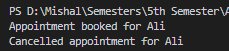 PS D:\Mishal\Semesters\5th Semester\
Appointment booked for Ali
Cancelled appointment for Ali